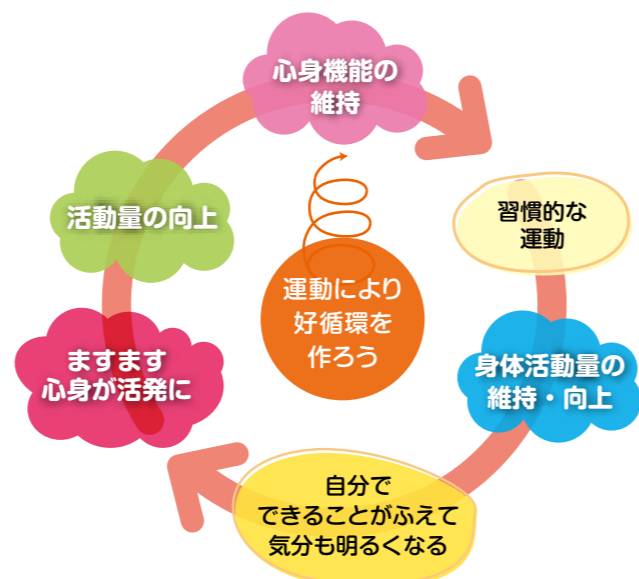 心身機能の
維持
習慣的な
運動
身体活動量の
維持・向上
自分で
できることがふえて
気分も明るくなる
ますます
心身が活発に
活動量の向上
運動により
好循環を
作ろう